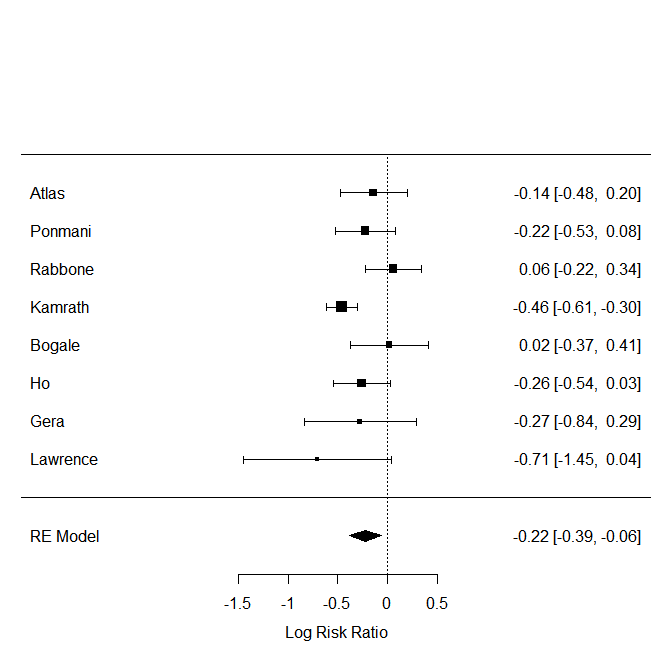 Atlas -0.14 [-0.48, 0.20]
Ponmani -0.22 [-0.53, 0.08]
Rabbone 0.06 [-0.22, 0.34]
Kamrath -0.46 [-0.61, -0.30]
Bogale 0.02 [-0.37, 0.41]
Ho -0.26 [-0.54, 0.03]
Gera -0.27 [-0.84, 0.29]
Lawrence -0.71 [-1.45, 0.04]
RE Model -0.22 [-0.39, -0.06]
-1.5 -1 -0.5 0 0.5
Log Risk Ratio